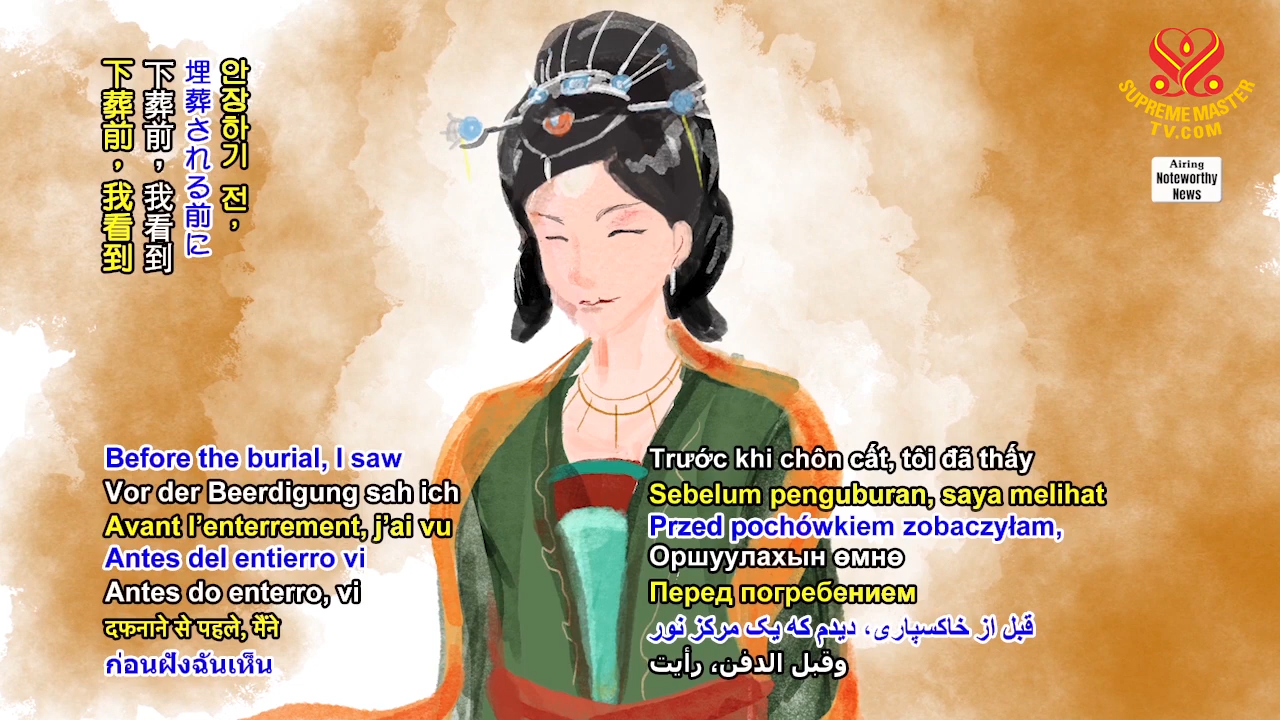 안장하기 전,
埋葬される前に
下葬前，我看到
下葬前，我看到
SUPREME MASTER
TV.COM
Airing
Noteworthy
News
Before the burial, I saw
Vor der Beerdigung sah ich
Avant l’enterrement, j’ai vu
Antes del entierro vi
Antes do enterro, vi
दफनाने से पहले, मैंने
ก่อนฝังฉันเห็น
Trước khi chôn cất, tôi đã thấy
Sebelum penguburan, saya melihat
Przed pochówkiem zobaczyłam,
Оршуулахын өмнө
Перед погребением
قبل از خاکسپاری، دیدم که یک مرکز نور
وقبل الدفن، رأيت